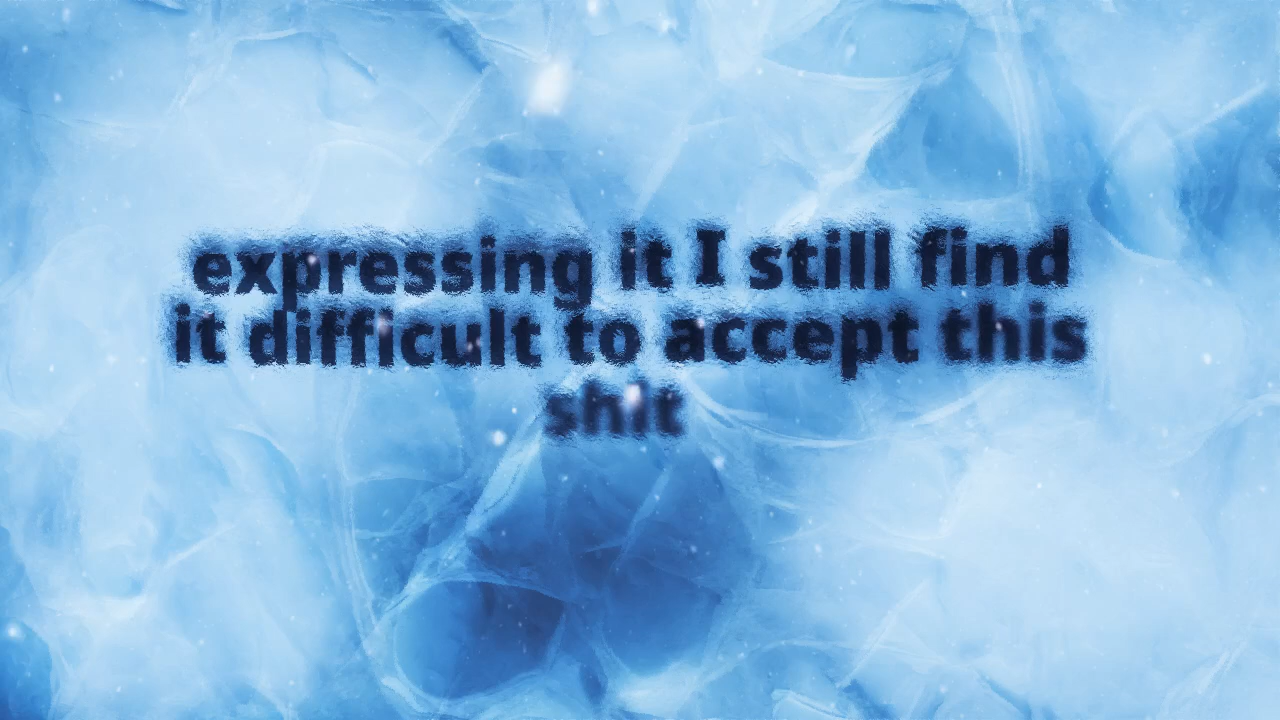 expressing it I still find
it difficult to accept this
shit